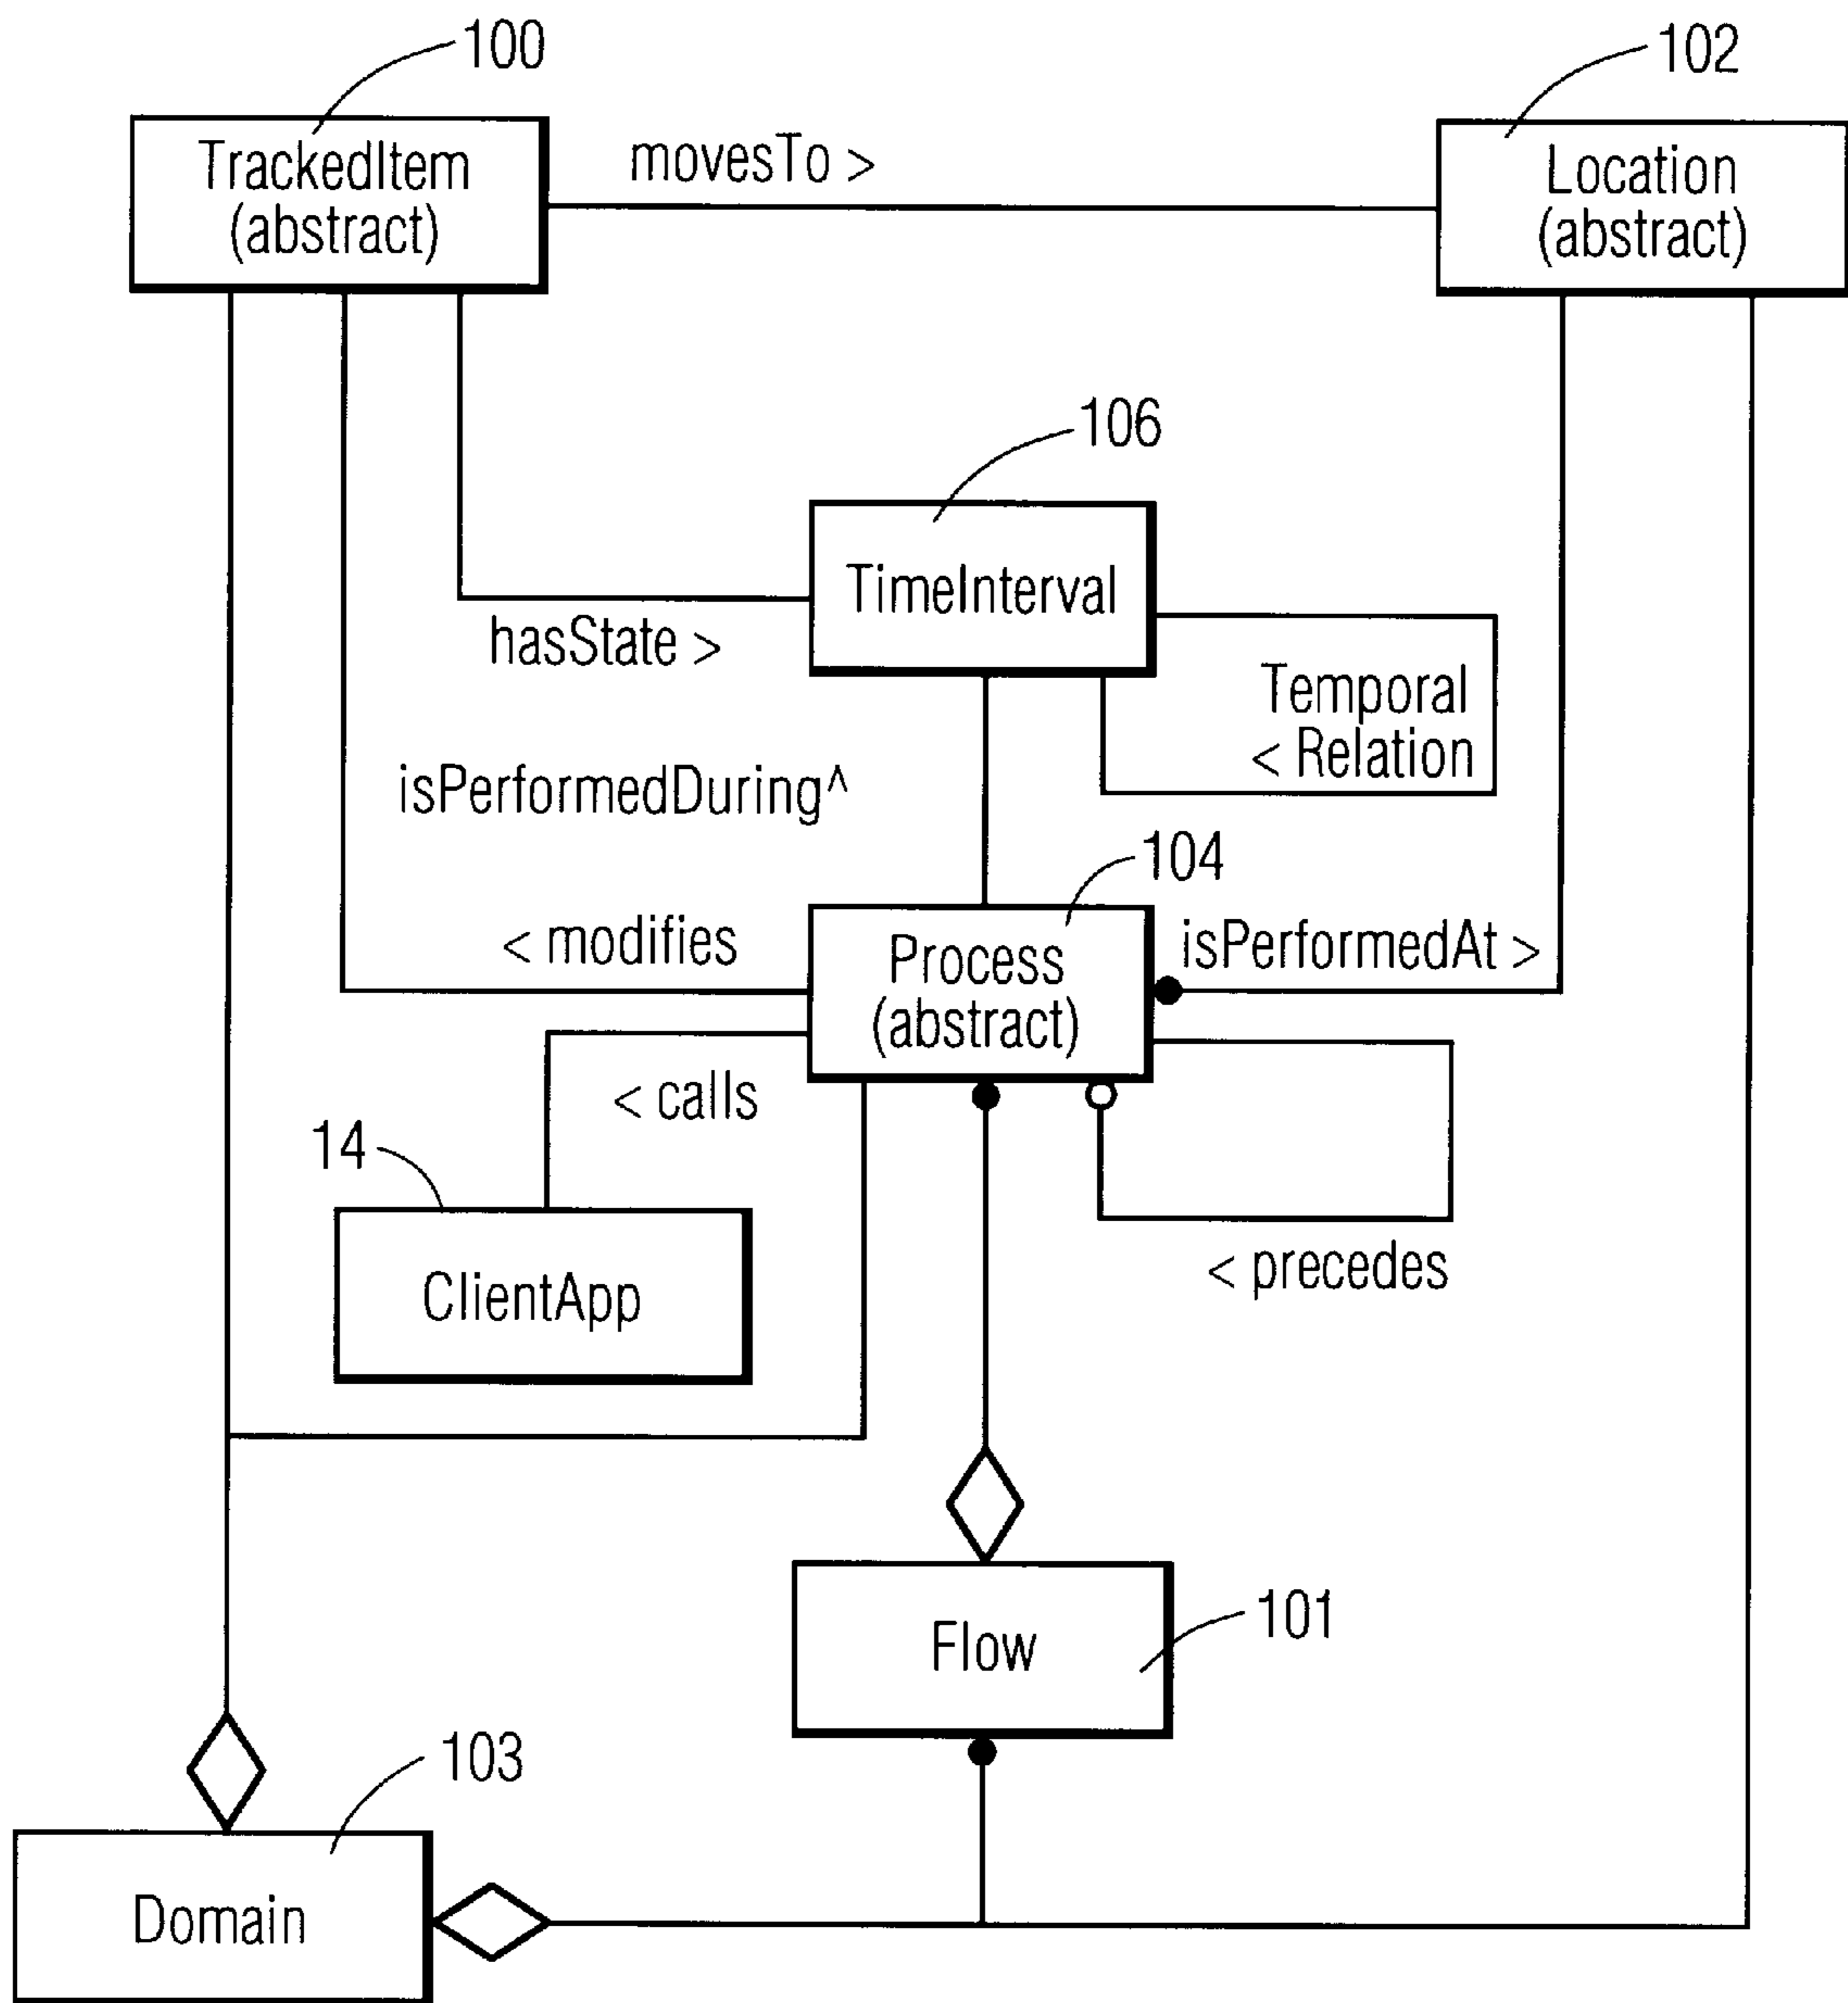 100
102
TrackedItem
(abstract)
movesTo >
Location
(abstract)
106
TimeInterval
hasState >
Temporal
< Relation
isPerformedDuring^
104
< modifies
Process
(abstract)
isPerformedAt >
< calls
14
ClientApp
< precedes
Flow
101
103
Domain